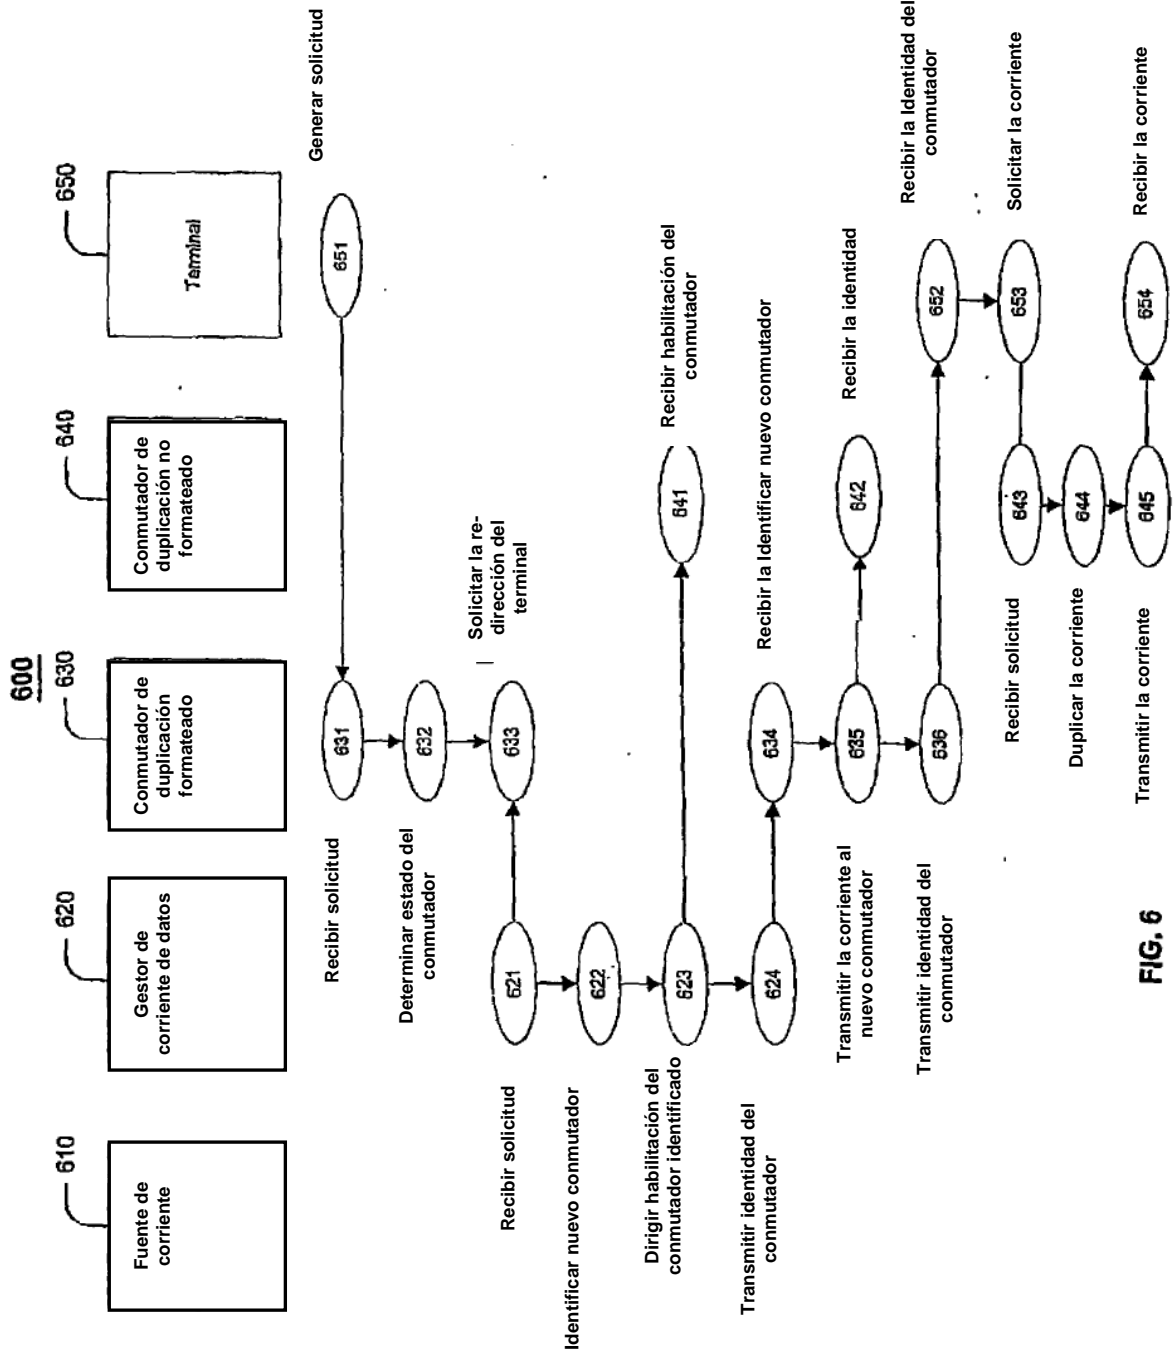 600
610
620
630
640
650
Fuente de
corriente
Gestor de
corriente de datos
Conmutador de
duplicación
formateado
Conmutador de
duplicación no
formateado
Terminal
Generar solicitud
651
Recibir solicitud
631
Determinar estado del
conmutador
632
Solicitar la re-
dirección del
terminal
633
Recibir solicitud
621
Identificar nuevo conmutador
622
Dirigir habilitación del
conmutador identificado
623
Recibir habilitación del
conmutador
641
Transmitir identidad del
conmutador
624
Recibir la Identificar nuevo conmutador
634
Transmitir la corriente al
nuevo conmutador
635
Recibir la identidad
642
Transmitir identidad del
conmutador
636
Recibir la Identidad del
conmutador
652
Solicitar la corriente
653
Recibir solicitud
643
Duplicar la corriente
644
Transmitir la corriente
645
Recibir la corriente
654
FIG. 6